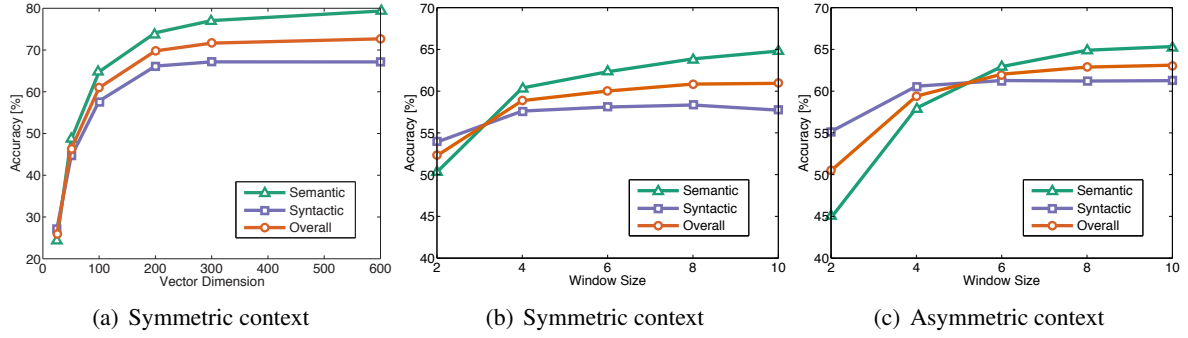 80
70
60
50
40
30
20
0 100 200 300 400 500 600
Vector Dimension
Accuracy [%]
Semantic
Syntactic
Overall
(a) Symmetric context
70
65
60
55
50
45
40
2 4 6 8 10
Window Size
Accuracy [%]
Semantic
Syntactic
Overall
(b) Symmetric context
70
65
60
55
50
45
40
2 4 6 8 10
Window Size
Accuracy [%]
Semantic
Syntactic
Overall
(c) Asymmetric context